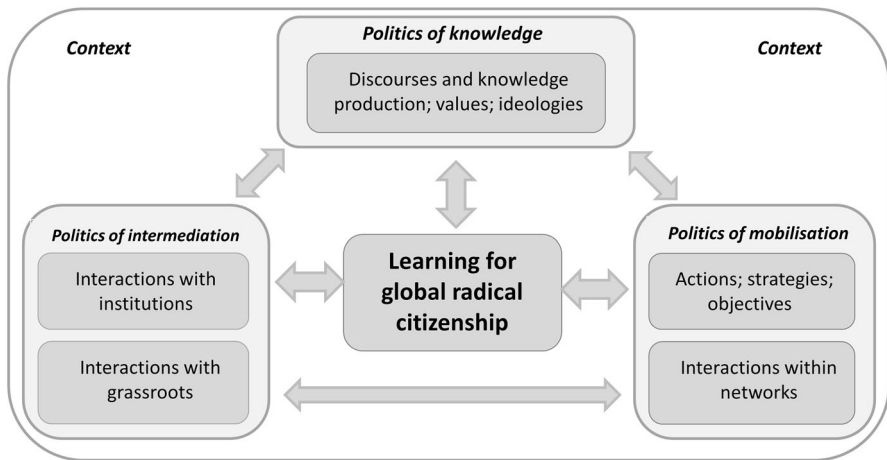 Context
Politics of knowledge
Context
Discourses and knowledge
production; values; ideologies
Politics of intermediation
Interactions with
institutions
Interactions with
grassroots
Learning for
global radical
citizenship
Politics of mobilisation
Actions; strategies;
objectives
Interactions within
networks